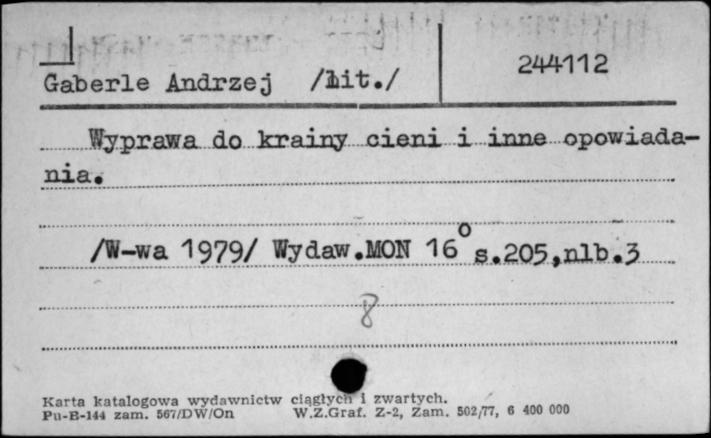 Gaberle Andrzej /lit./ 244112
Wyprawa do krainy cieni i inne opowiada-
nia.
/W-wa 1979/ Wydaw.MON 16° s.205,nlb.3
8
Karta katalogowa wydawnictw ciągłych i zwartych.
Pu-B-144 zam. 567/DW/On W.Z.Graf. Z-2, Zam. 502/77, 6 400 000